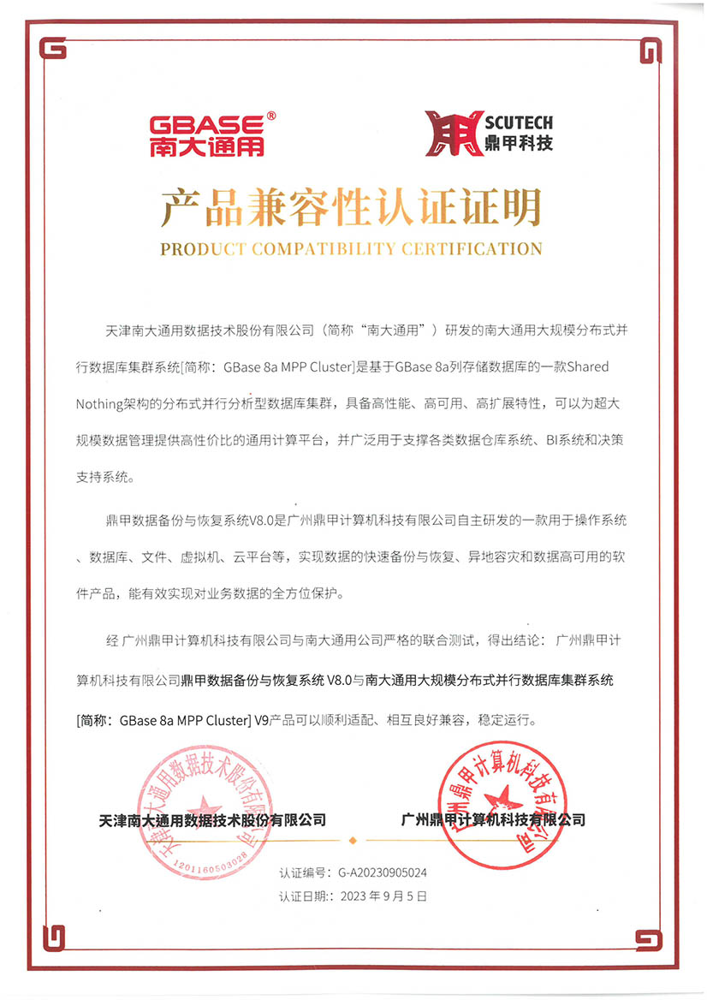 GBASE®
南大通用
SCUTECH
鼎甲科技
产品兼容性认证证明
PRODUCT COMPATIBILITY CERTIFICATION
天津南大通用数据技术股份有限公司（简称“南大通用”）研发的南大通用大规模分布式并
行数据库集群系统[简称：GBase 8a MPP Cluster]是基于GBase 8a列存储数据库的一款Shared
Nothing架构的分布式并行分析型数据库集群，具备高性能、高可用、高扩展特性，可以为超大
规模数据管理提供高性价比的通用计算平台，并广泛用于支撑各类数据仓库系统、BI系统和决策
支持系统。
鼎甲数据备份与恢复系统V8.0是广州鼎甲计算机科技有限公司自主研发的一款用于操作系统
、数据库、文件、虚拟机、云平台等，实现数据的快速备份与恢复、异地容灾和数据高可用的软
件产品，能有效实现对业务数据的全方位保护。
经 广州鼎甲计算机科技有限公司与南大通用公司严格的联合测试，得出结论： 广州鼎甲计
算机科技有限公司鼎甲数据备份与恢复系统 V8.0与南大通用大规模分布式并行数据库集群系统
[简称：GBase 8a MPP Cluster] V9产品可以顺利适配、相互良好兼容，稳定运行。
天津南大通用数据技术股份有限公司
1201160503028
广州鼎甲计算机科技有限公司
天津南大通用数据技术股份有限公司
广州鼎甲计算机科技有限公司
认证编号：G-A20230905024
认证日期:：2023 年 9 月 5 日